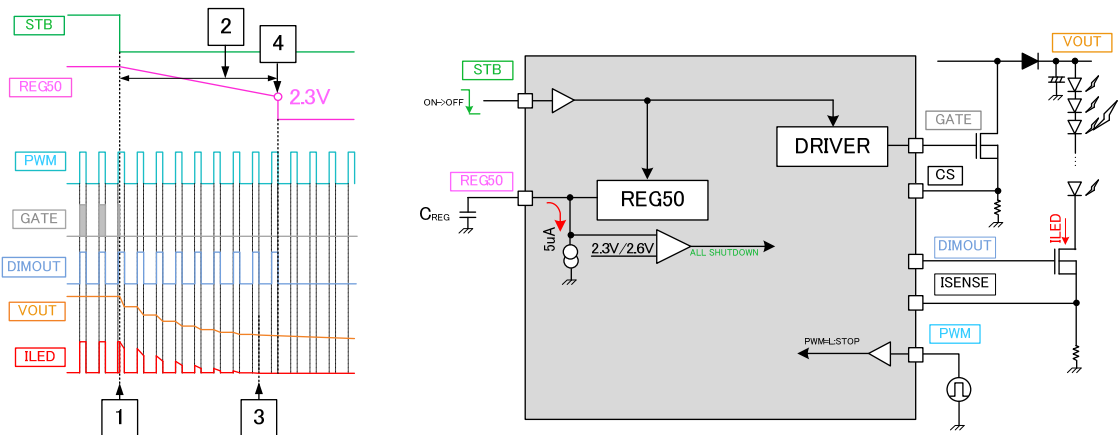 STB
2
4
REG50
2.3V
PWM
GATE
DIMOUT
VOUT
ILED
1
3
STB
ON->OFF
REG50
CREG
5uA
REG50
2.3V/2.6V
ALL SHUTDOWN
DRIVER
PWM=L:STOP
VOUT
GATE
CS
ILED
DIMOUT
ISENSE
PWM